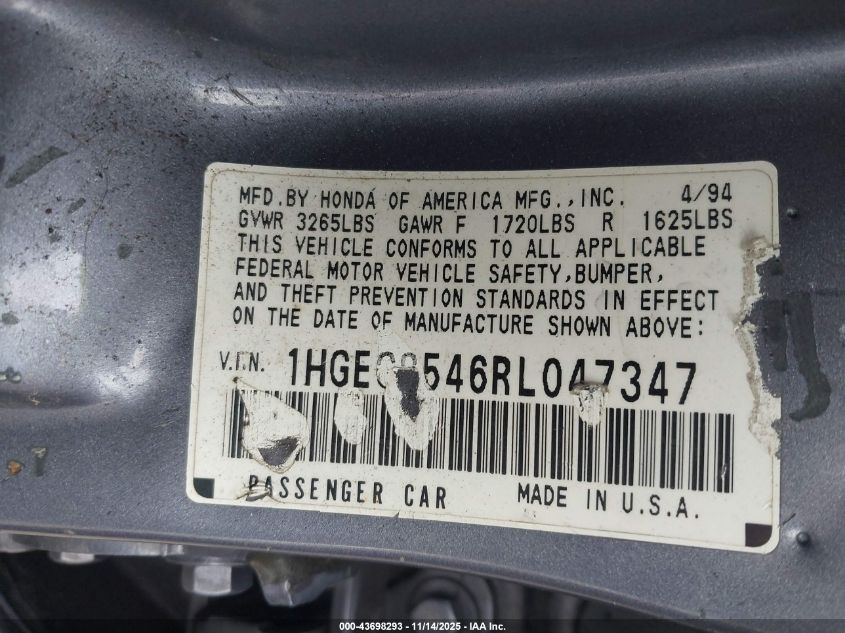 MFD. BY HONDA OF AMERICA MFG., INC. 4/94
GVWR 3265LBS GAWR F 1720LBS R 1625LBS
THIS VEHICLE CONFORMS TO ALL APPLICABLE
FEDERAL MOTOR VEHICLE SAFETY, BUMPER,
AND THEFT PREVENTION STANDARDS IN EFFECT
ON THE DATE OF MANUFACTURE SHOWN ABOVE:
V.I.N. 1HGEG8546RL047347
PASSENGER CAR MADE IN U.S.A.
000-43698293 - 11/14/2025 - IAA Inc.